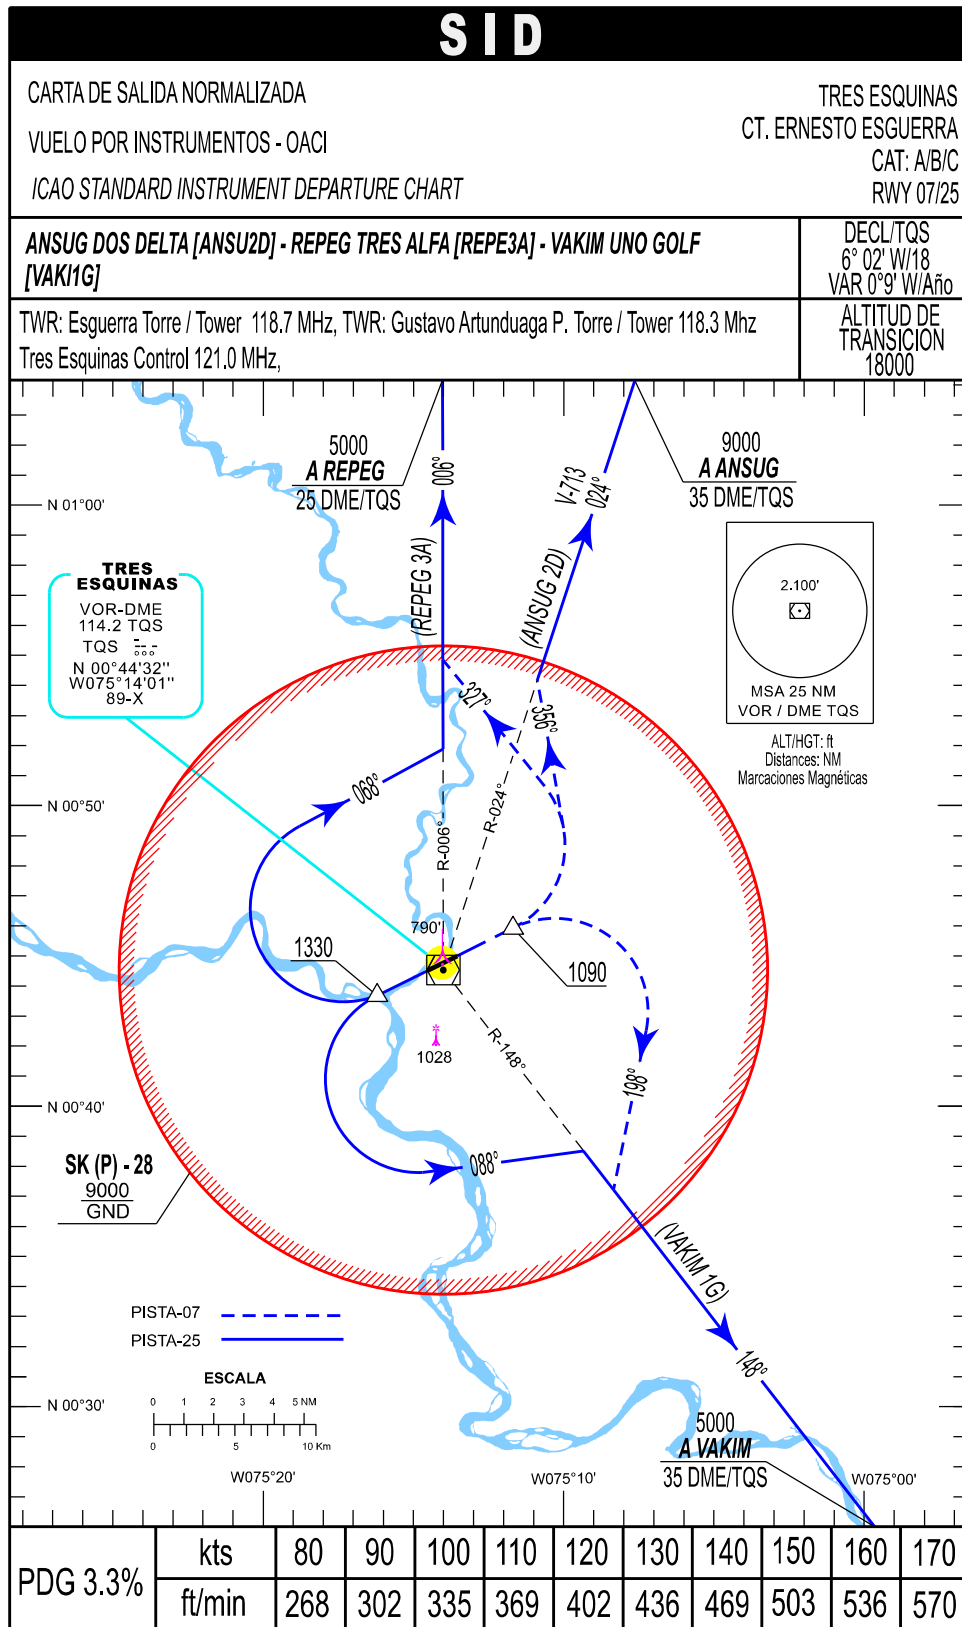 SID
CARTA DE SALIDA NORMALIZADA
VUELO POR INSTRUMENTOS - OACI
ICAO STANDARD INSTRUMENT DEPARTURE CHART
TRES ESQUINAS
CT. ERNESTO ESGUERRA
CAT: A/B/C
RWY 07/25
ANSUG DOS DELTA [ANSU2D] - REPEG TRES ALFA [REPE3A] - VAKIM UNO GOLF
[VAKI1G]
DECL/TQS
6° 02' W/18
VAR 0°9' W/Año
TWR: Esguerra Torre / Tower 118.7 MHz, TWR: Gustavo Artunduaga P. Torre / Tower 118.3 Mhz
Tres Esquinas Control 121.0 MHz,
ALTITUD DE
TRANSICION
18000
5000
A REPEG
25 DME/TQS
006°
V-713
024°
9000
A ANSUG
35 DME/TQS
N 01°00'
(REPEG 3A)
(ANSUG 2D)
2.100'
MSA 25 NM
VOR / DME TQS
ALT/HGT: ft
Distances: NM
Marcaciones Magnéticas
TRES
ESQUINAS
VOR-DME
114.2 TQS
TQS
N 00°44'32''
W075°14'01''
89-X
327°
356°
068°
R-024°
R-006°
N 00°50'
790'
1330
1090
1028
R-148°
198°
N 00°40'
088°
SK (P) - 28
9000
GND
(VAKIM 1G)
148°
PISTA-07
PISTA-25
ESCALA
0 1 2 3 4 5 NM
0 5 10 Km
N 00°30'
5000
A VAKIM
35 DME/TQS
W075°20'
W075°10'
W075°00'
PDG 3.3%
kts 80 90 100 110 120 130 140 150 160 170
ft/min 268 302 335 369 402 436 469 503 536 570